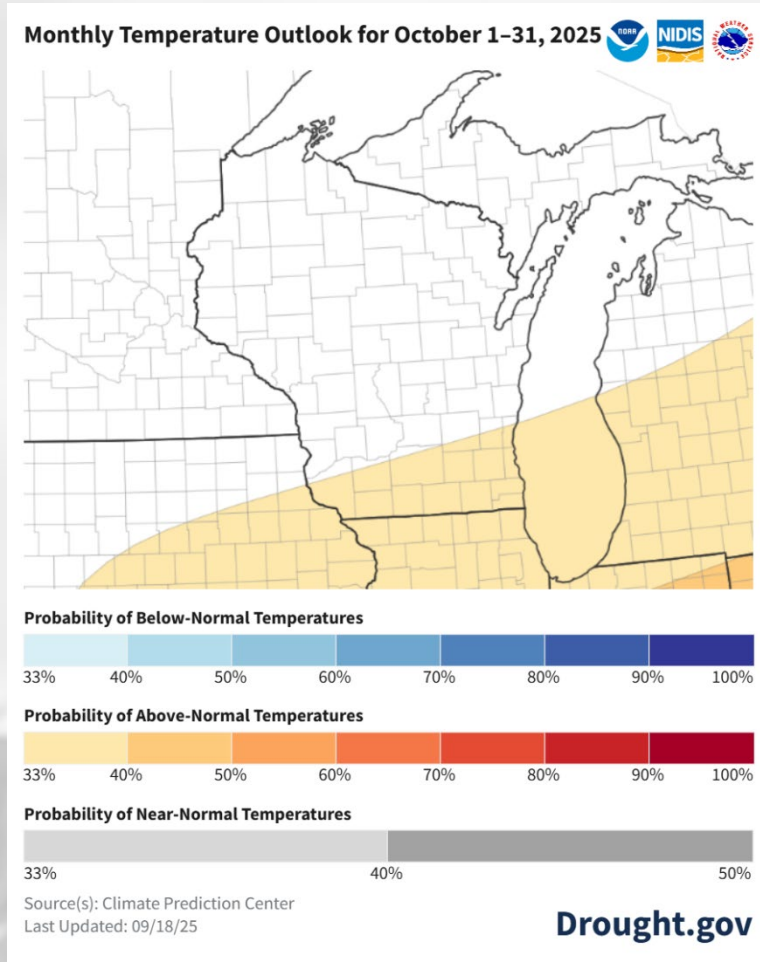 Monthly Temperature Outlook for October 1–31, 2025
NOAA
NIDIS
Probability of Below-Normal Temperatures
33% 40% 50% 60% 70% 80% 90% 100%
Probability of Above-Normal Temperatures
33% 40% 50% 60% 70% 80% 90% 100%
Probability of Near-Normal Temperatures
33% 40% 50%
Source(s): Climate Prediction Center
Last Updated: 09/18/25
Drought.gov